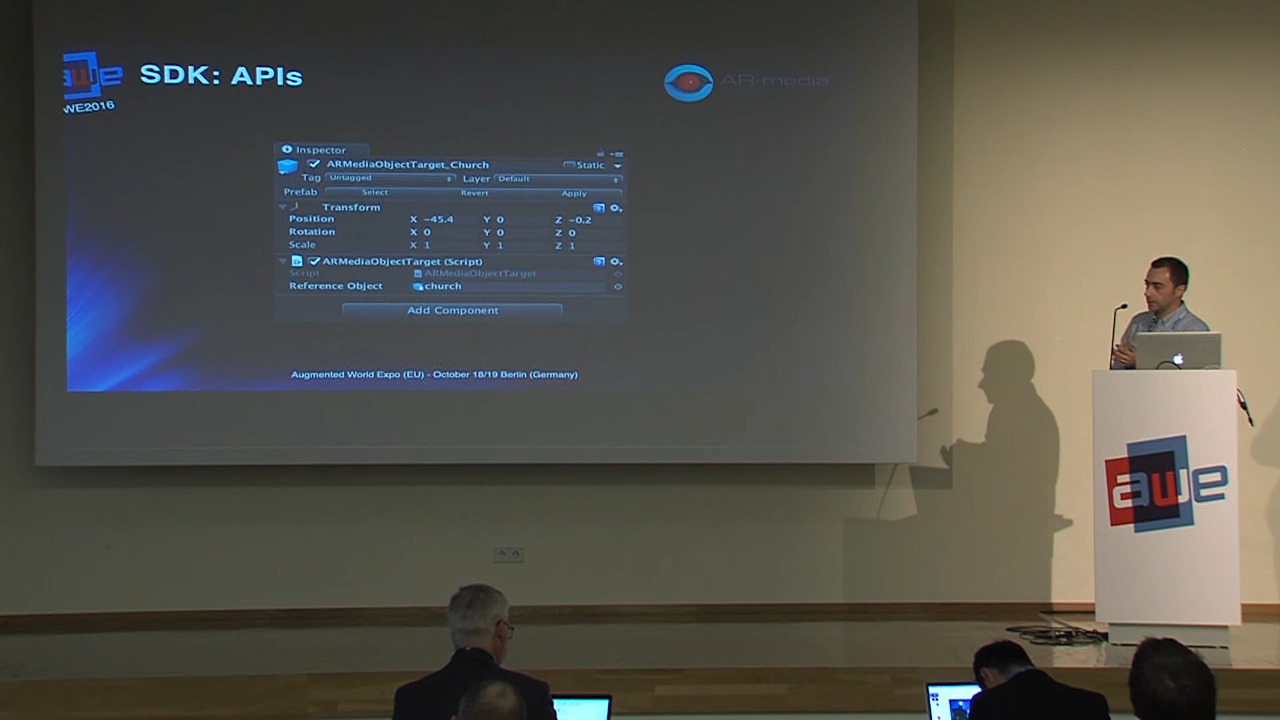 awe
AWE2016
SDK: APIs
AR-media
Inspector
ARMediaObjectTarget_Church
Static
Tag Untagged Layer Default
Prefab Select Revert Apply
Transform
Position X -45.4 Y 0 Z -0.2
Rotation X 0 Y 0 Z 0
Scale X 1 Y 1 Z 1
ARMediaObjectTarget (Script)
Script ARMediaObjectTarget
Reference Object church
Add Component
Augmented World Expo (EU) - October 18/19 Berlin (Germany)
awe